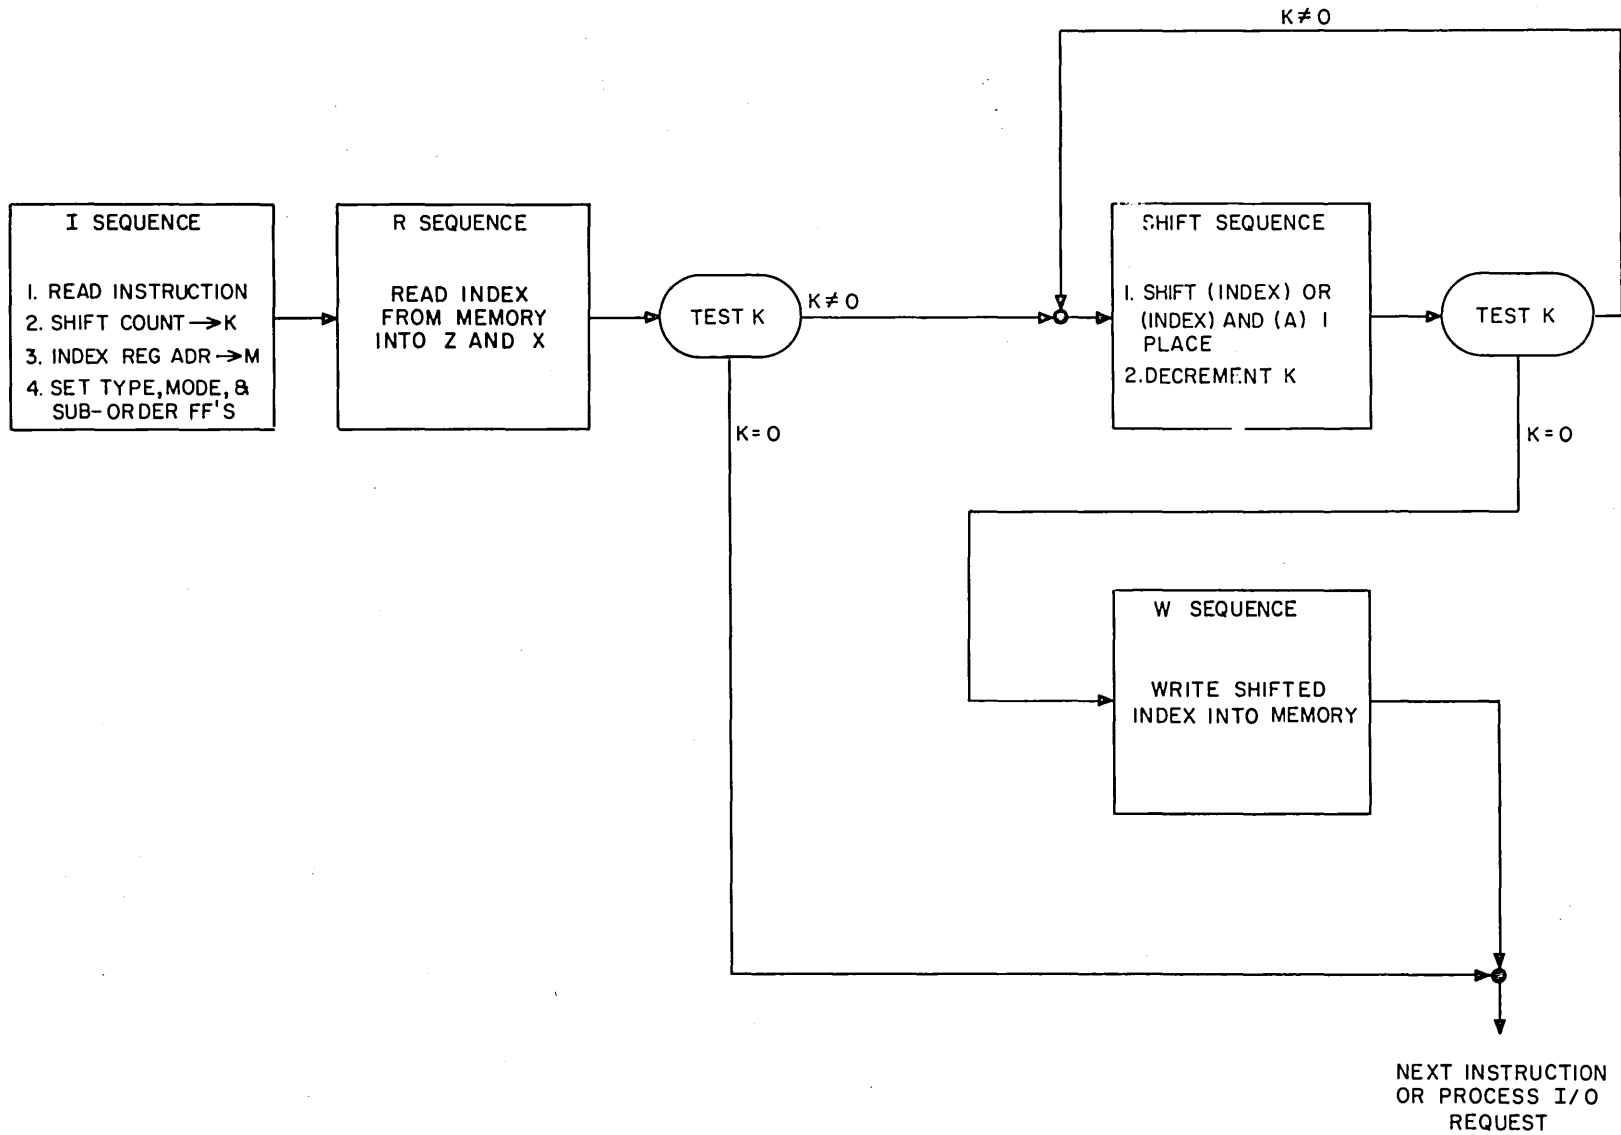 K≠0
I SEQUENCE
1. READ INSTRUCTION
2. SHIFT COUNT→K
3. INDEX REG ADR→M
4. SET TYPE, MODE, &
SUB-ORDER FF'S
R SEQUENCE
READ INDEX
FROM MEMORY
INTO Z AND X
TEST K
K≠0
K=0
SHIFT SEQUENCE
1. SHIFT (INDEX) OR
(INDEX) AND (A) 1
PLACE
2. DECREMENT K
TEST K
K=0
W SEQUENCE
WRITE SHIFTED
INDEX INTO MEMORY
NEXT INSTRUCTION
OR PROCESS I/O
REQUEST